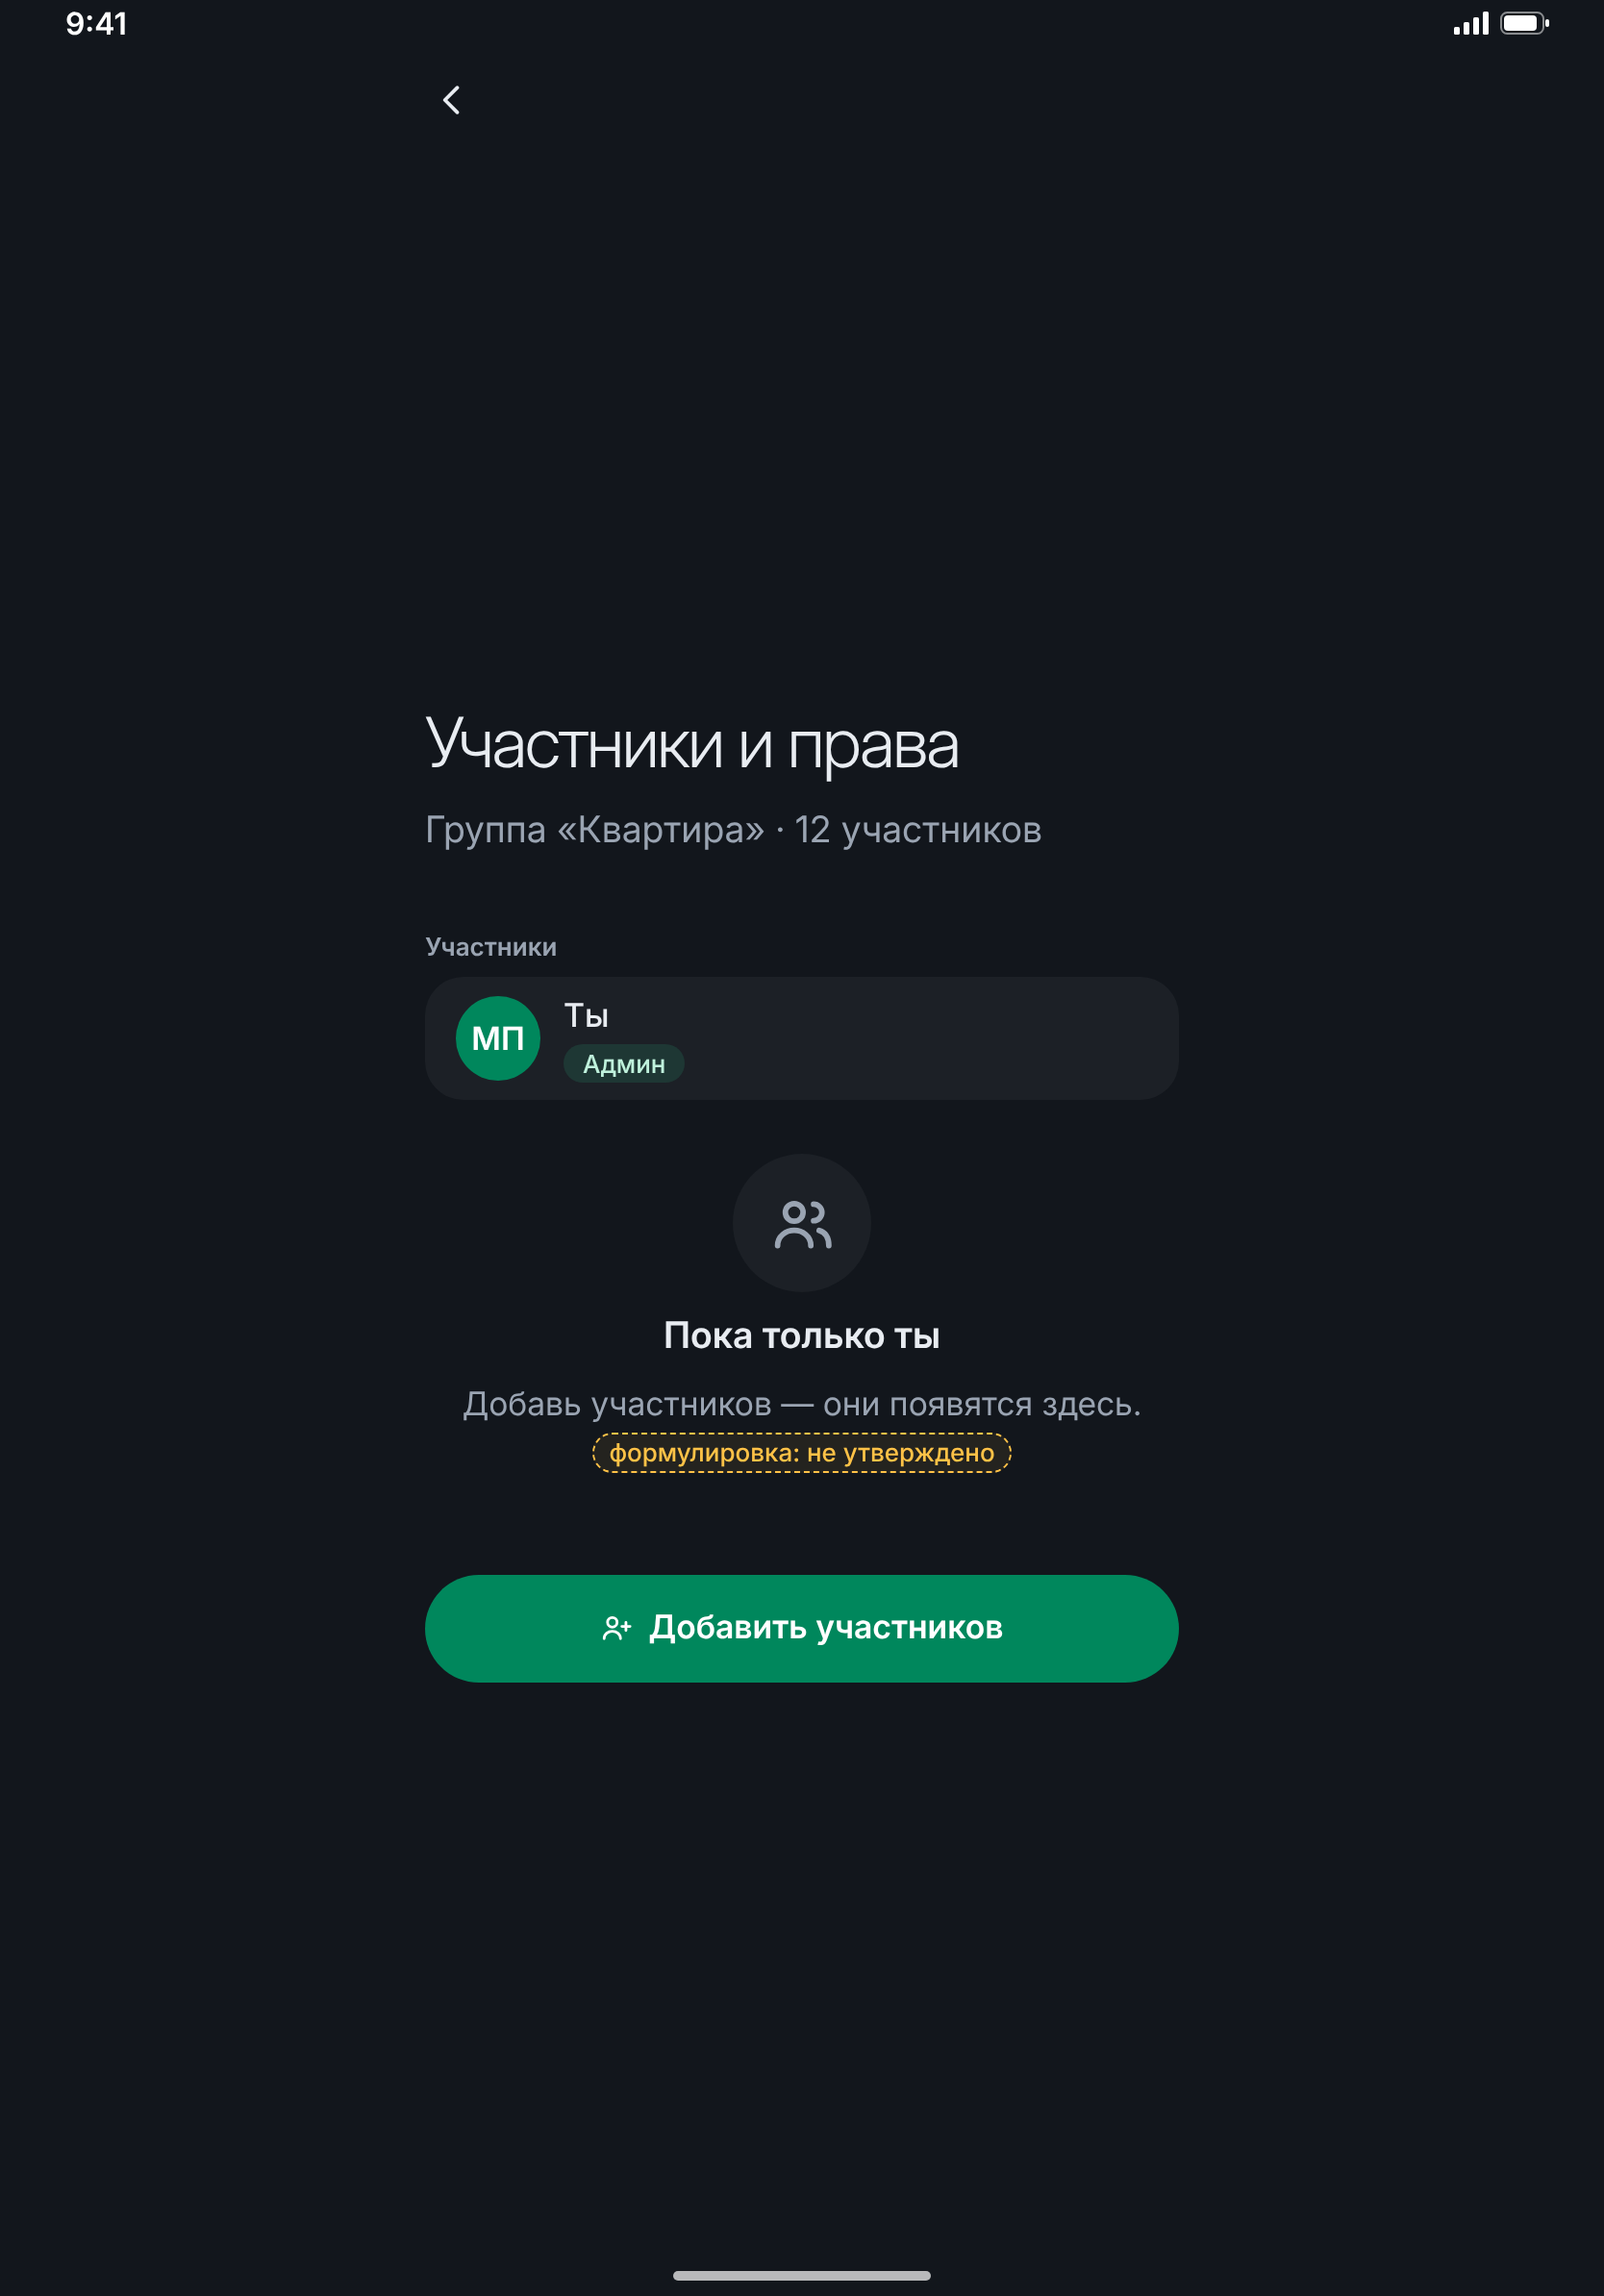 9:41
Участники и права
Группа «Квартира» · 12 участников
Участники
МП
Ты
Админ
Пока только ты
Добавь участников — они появятся здесь.
формулировка: не утверждено
Добавить участников